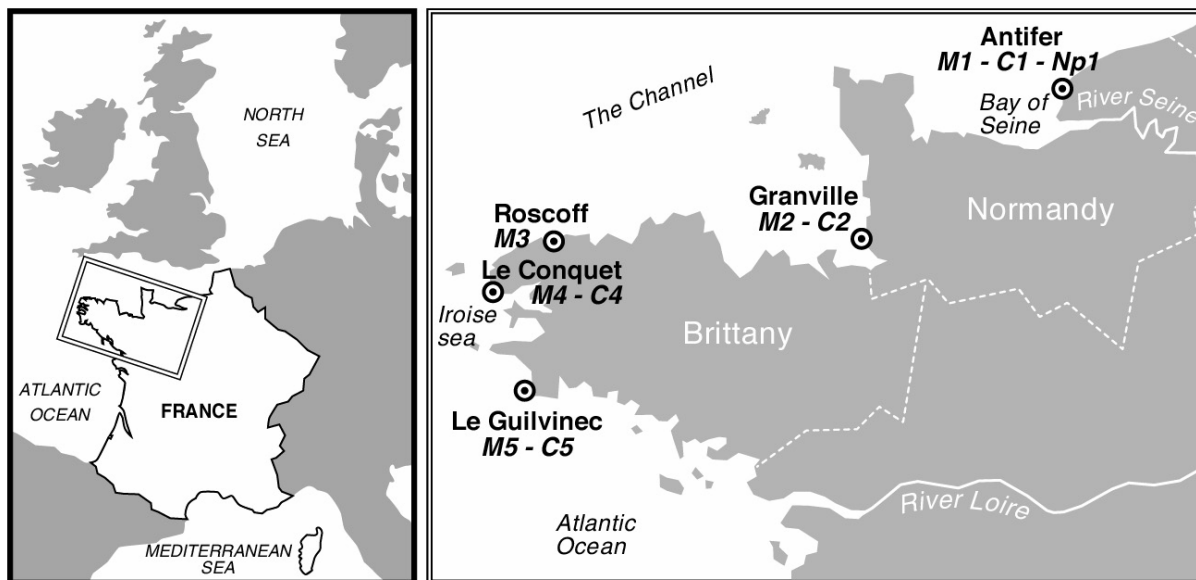 NORTH
SEA
ATLANTIC
OCEAN
FRANCE
MEDITERRANEAN
SEA
The Channel
Antifer
M1 - C1 - Np1
Bay of
Seine
River Seine
Granville
M2 - C2
Normandy
Roscoff
M3
Le Conquet
M4 - C4
Iroise
sea
Brittany
Le Guilvinec
M5 - C5
River Loire
Atlantic
Ocean